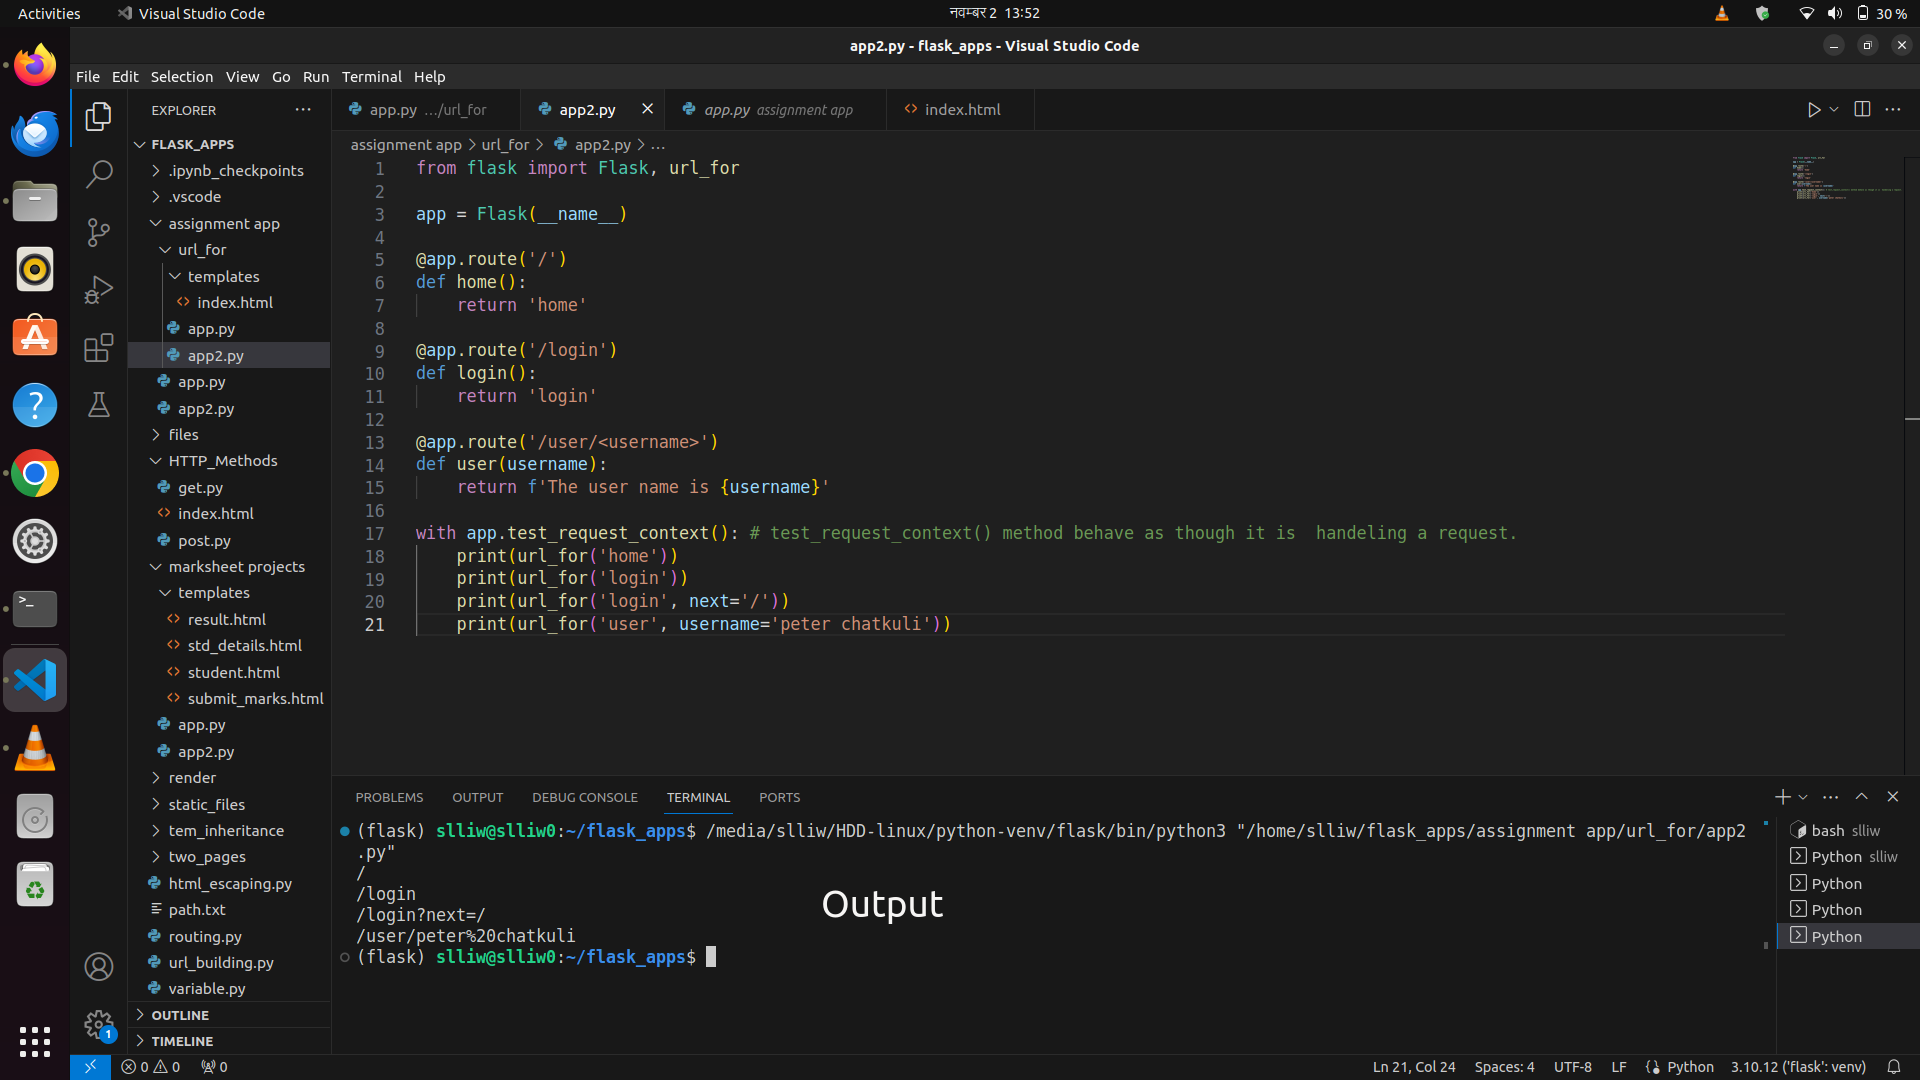 Activities
Visual Studio Code
नवम्बर 2 13:52
30 %
app2.py - flask_apps - Visual Studio Code
File Edit Selection View Go Run Terminal Help
EXPLORER
app.py …/url_for
app2.py
app.py assignment app
index.html
FLASK_APPS
assignment app > url_for > app2.py > …
.ipynb_checkpoints
.vscode
assignment app
url_for
templates
index.html
app.py
app2.py
app.py
app2.py
files
HTTP_Methods
get.py
index.html
post.py
marksheet projects
templates
result.html
std_details.html
student.html
submit_marks.html
app.py
app2.py
render
static_files
tem_inheritance
two_pages
html_escaping.py
path.txt
routing.py
url_building.py
variable.py
OUTLINE
TIMELINE
1 from flask import Flask, url_for
2
3 app = Flask(__name__)
4
5 @app.route('/')
6 def home():
7     return 'home'
8
9 @app.route('/login')
10 def login():
11     return 'login'
12
13 @app.route('/user/<username>')
14 def user(username):
15     return f'The user name is {username}'
16
17 with app.test_request_context(): # test_request_context() method behave as though it is  handeling a request.
18     print(url_for('home'))
19     print(url_for('login'))
20     print(url_for('login', next='/'))
21     print(url_for('user', username='peter chatkuli'))
PROBLEMS OUTPUT DEBUG CONSOLE TERMINAL PORTS
(flask) slliw@slliw0:~/flask_apps$ /media/slliw/HDD-linux/python-venv/flask/bin/python3 "/home/slliw/flask_apps/assignment app/url_for/app2
.py"
/
/login
/login?next=/
/user/peter%20chatkuli
(flask) slliw@slliw0:~/flask_apps$
Output
bash slliw
Python slliw
Python
Python
Python
1
0 0 0
Ln 21, Col 24 Spaces: 4 UTF-8 LF Python 3.10.12 ('flask': venv)